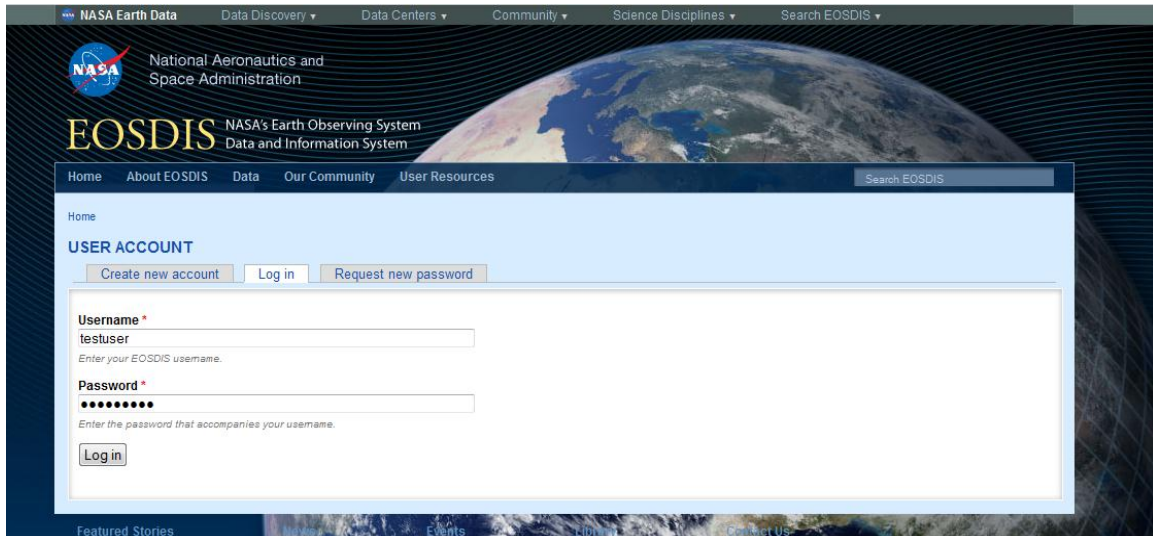 NASA Earth Data Data Discovery ▾ Data Centers ▾ Community ▾ Science Disciplines ▾ Search EOSDIS ▾
NASA
National Aeronautics and
Space Administration
EOSDIS NASA's Earth Observing System
Data and Information System
Home About EOSDIS Data Our Community User Resources Search EOSDIS
Home
USER ACCOUNT
Create new account Log in Request new password
Username *
testuser
Enter your EOSDIS username.
Password *
•••••••••
Enter the password that accompanies your username.
Log in
Featured Stories News Events Library Contact Us